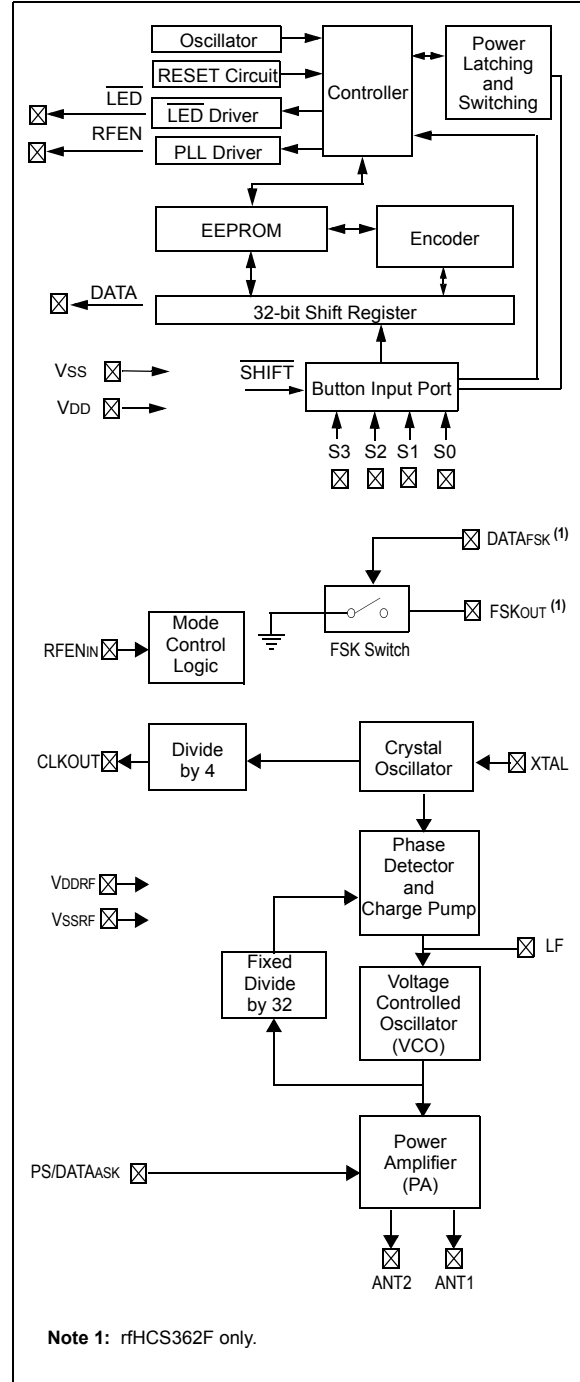 Oscillator
RESET Circuit
LED
LED Driver
RFEN
PLL Driver
Controller
Power
Latching
and
Switching
EEPROM
Encoder
DATA
32-bit Shift Register
VSS
VDD
SHIFT
Button Input Port
S3 S2 S1 S0
DATAFSK (1)
FSKOUT (1)
FSK Switch
RFENIN
Mode
Control
Logic
CLKOUT
Divide
by 4
Crystal
Oscillator
XTAL
Phase
Detector
and
Charge Pump
VDDRF
VSSRF
LF
Fixed
Divide
by 32
Voltage
Controlled
Oscillator
(VCO)
Power
Amplifier
(PA)
PS/DATAASK
ANT2 ANT1
Note 1: rfHCS362F only.